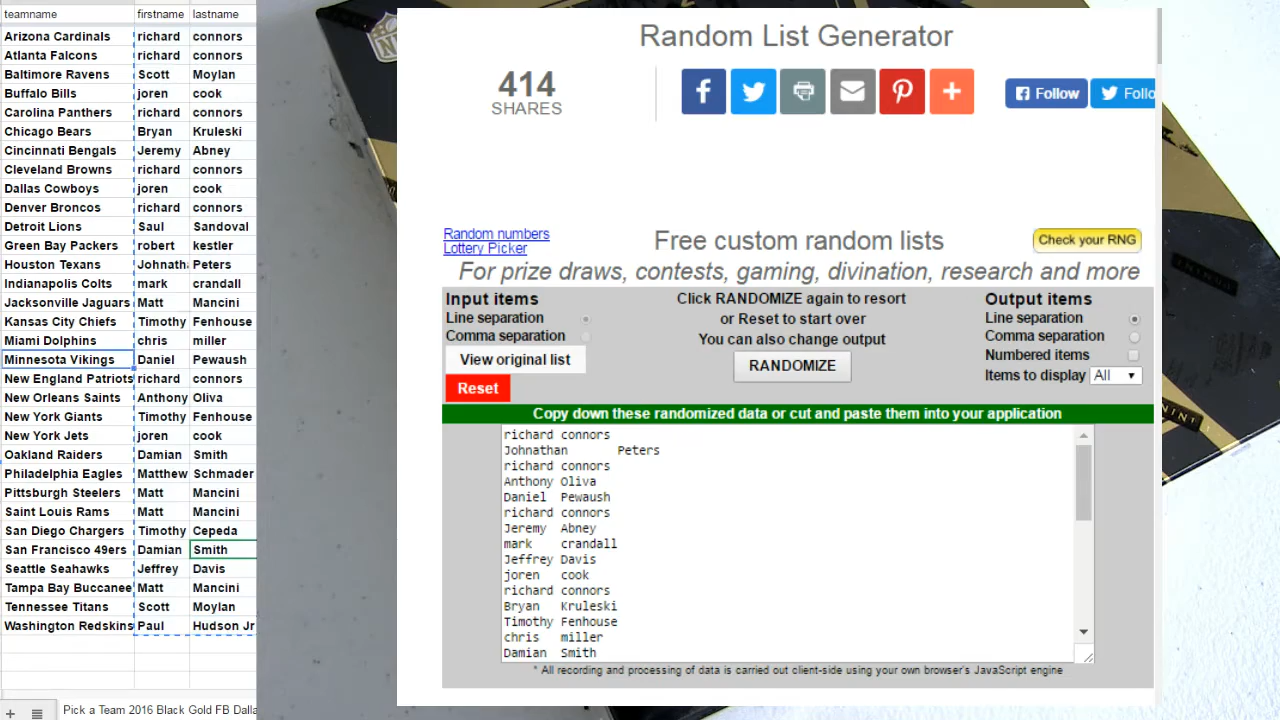 teamname firstname lastname
Arizona Cardinals richard connors
Atlanta Falcons richard connors
Baltimore Ravens Scott Moylan
Buffalo Bills joren cook
Carolina Panthers richard connors
Chicago Bears Bryan Kruleski
Cincinnati Bengals Jeremy Abney
Cleveland Browns richard connors
Dallas Cowboys joren cook
Denver Broncos richard connors
Detroit Lions Saul Sandoval
Green Bay Packers robert kestler
Houston Texans Johnath Peters
Indianapolis Colts mark crandall
Jacksonville Jaguars Matt Mancini
Kansas City Chiefs Timothy Fenhouse
Miami Dolphins chris miller
Minnesota Vikings Daniel Pewaush
New England Patriots richard connors
New Orleans Saints Anthony Oliva
New York Giants Timothy Fenhouse
New York Jets joren cook
Oakland Raiders Damian Smith
Philadelphia Eagles Matthew Schmader
Pittsburgh Steelers Matt Mancini
Saint Louis Rams Matt Mancini
San Diego Chargers Timothy Cepeda
San Francisco 49ers Damian Smith
Seattle Seahawks Jeffrey Davis
Tampa Bay Buccanee Matt Mancini
Tennessee Titans Scott Moylan
Washington Redskins Paul Hudson Jr
Pick a Team 2016 Black Gold FB Dalla
Random List Generator
414
SHARES
Follow
Follo
Random numbers
Lottery Picker
Free custom random lists
Check your RNG
For prize draws, contests, gaming, divination, research and more
Input items
Line separation
Comma separation
View original list
Reset
Click RANDOMIZE again to resort
or Reset to start over
You can also change output
RANDOMIZE
Output items
Line separation
Comma separation
Numbered items
Items to display All
Copy down these randomized data or cut and paste them into your application
richard connors
Johnathan Peters
richard connors
Anthony Oliva
Daniel Pewaush
richard connors
Jeremy Abney
mark crandall
Jeffrey Davis
joren cook
richard connors
Bryan Kruleski
Timothy Fenhouse
chris miller
Damian Smith
* All recording and processing of data is carried out client-side using your own browser's JavaScript engine
NFL